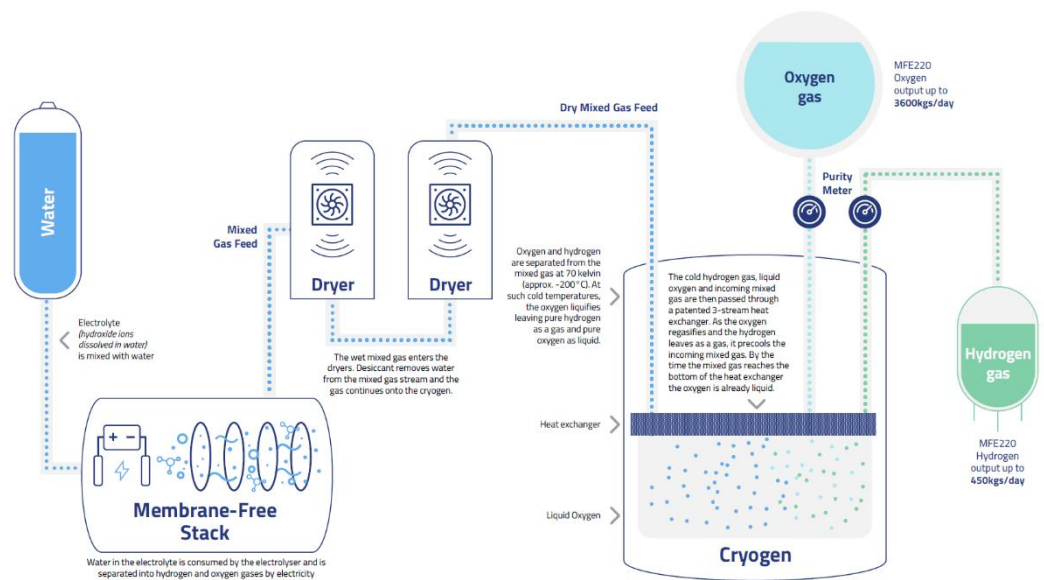 Water
Electrolyte
(hydroxide ions
dissolved in water)
is mixed with water
Membrane-Free
Stack
Water in the electrolyte is consumed by the electrolyser and is
separated into hydrogen and oxygen gases by electricity
Mixed
Gas Feed
Dryer
Dryer
The wet mixed gas enters the
dryers. Desiccant removes water
from the mixed gas stream and the
gas continues onto the cryogen.
Dry Mixed Gas Feed
Oxygen and hydrogen
are separated from the
mixed gas at 70 kelvin
(approx. -200°C). At
such cold temperatures,
the oxygen liquifies
leaving pure hydrogen
as a gas and pure
oxygen as liquid.
Heat exchanger
Liquid Oxygen
The cold hydrogen gas, liquid
oxygen and incoming mixed
gas are then passed through
a patented 3-stream heat
exchanger. As the oxygen
regasifies and the hydrogen
leaves as a gas, it precools the
incoming mixed gas. By the
time the mixed gas reaches the
bottom of the heat exchanger
the oxygen is already liquid.
Cryogen
Oxygen
gas
MFE220
Oxygen
output up to
3600kgs/day
Purity
Meter
Hydrogen
gas
MFE220
Hydrogen
output up to
450kgs/day